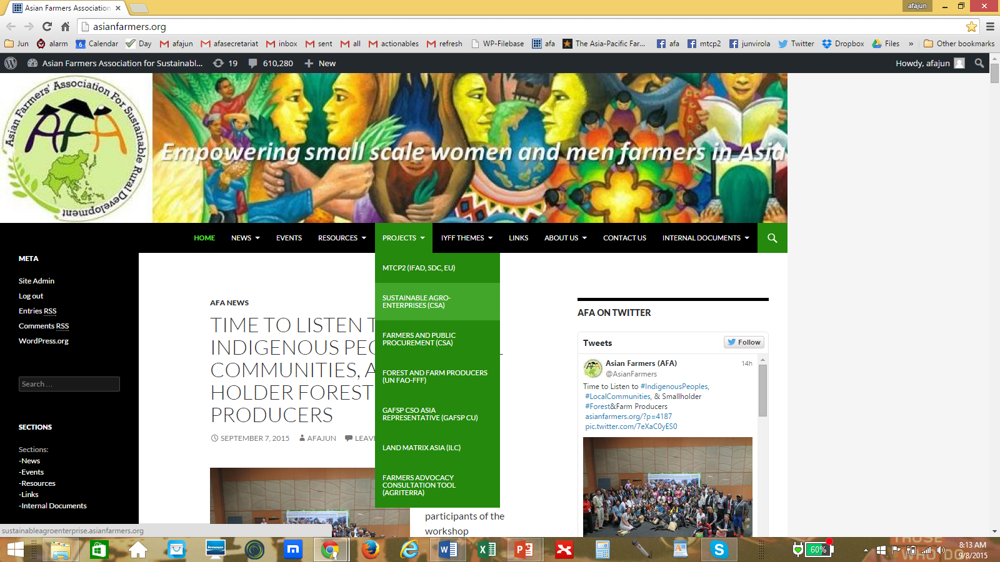 Asian Farmers Association
afajun
asianfarmers.org
Jun
alarm
Calendar
Day
afajun
afasecretariat
inbox
sent
all
actionables
refresh
WP-Filebase
afa
The Asia-Pacific Far...
afa
mtcp2
junvirola
Twitter
Dropbox
Files
»
Other bookmarks
Asian Farmers Association for Sustainabl...
19
610,280
New
Howdy, afajun
Asian Farmers' Association For Sustainable Rural Development
AFA
Empowering small scale women and men farmers in Asia
HOME
NEWS
EVENTS
RESOURCES
PROJECTS
IYFF THEMES
LINKS
ABOUT US
CONTACT US
INTERNAL DOCUMENTS
META
Site Admin
Log out
Entries RSS
Comments RSS
WordPress.org
Search ...
SECTIONS
Sections:
-News
-Events
-Resources
-Links
-Internal Documents
MTCP2 (IFAD, SDC, EU)
SUSTAINABLE AGRO-
ENTERPRISES (CSA)
FARMERS AND PUBLIC
PROCUREMENT (CSA)
FOREST AND FARM PRODUCERS
(UN FAO-FFF)
GAFSP CSO ASIA
REPRESENTATIVE (GAFSP CU)
LAND MATRIX ASIA (ILC)
FARMERS ADVOCACY
CONSULTATION TOOL
(AGRITERRA)
AFA NEWS
TIME TO LISTEN T
INDIGENOUS PEO
COMMUNITIES, A
HOLDER FOREST
PRODUCERS
SEPTEMBER 7, 2015
AFAJUN
LEAV
participants of the
workshop
AFA ON TWITTER
Tweets
Follow
Asian Farmers (AFA)
14h
@AsianFarmers
Time to Listen to #IndigenousPeoples,
#LocalCommunities, & Smallholder
#Forest&Farm Producers
asianfarmers.org/?p=4187
pic.twitter.com/7eXaC0yES0
sustainableagroenterprise.asianfarmers.org
lenovo
60%
THOSE
WHO DO
8:13 AM
9/8/2015